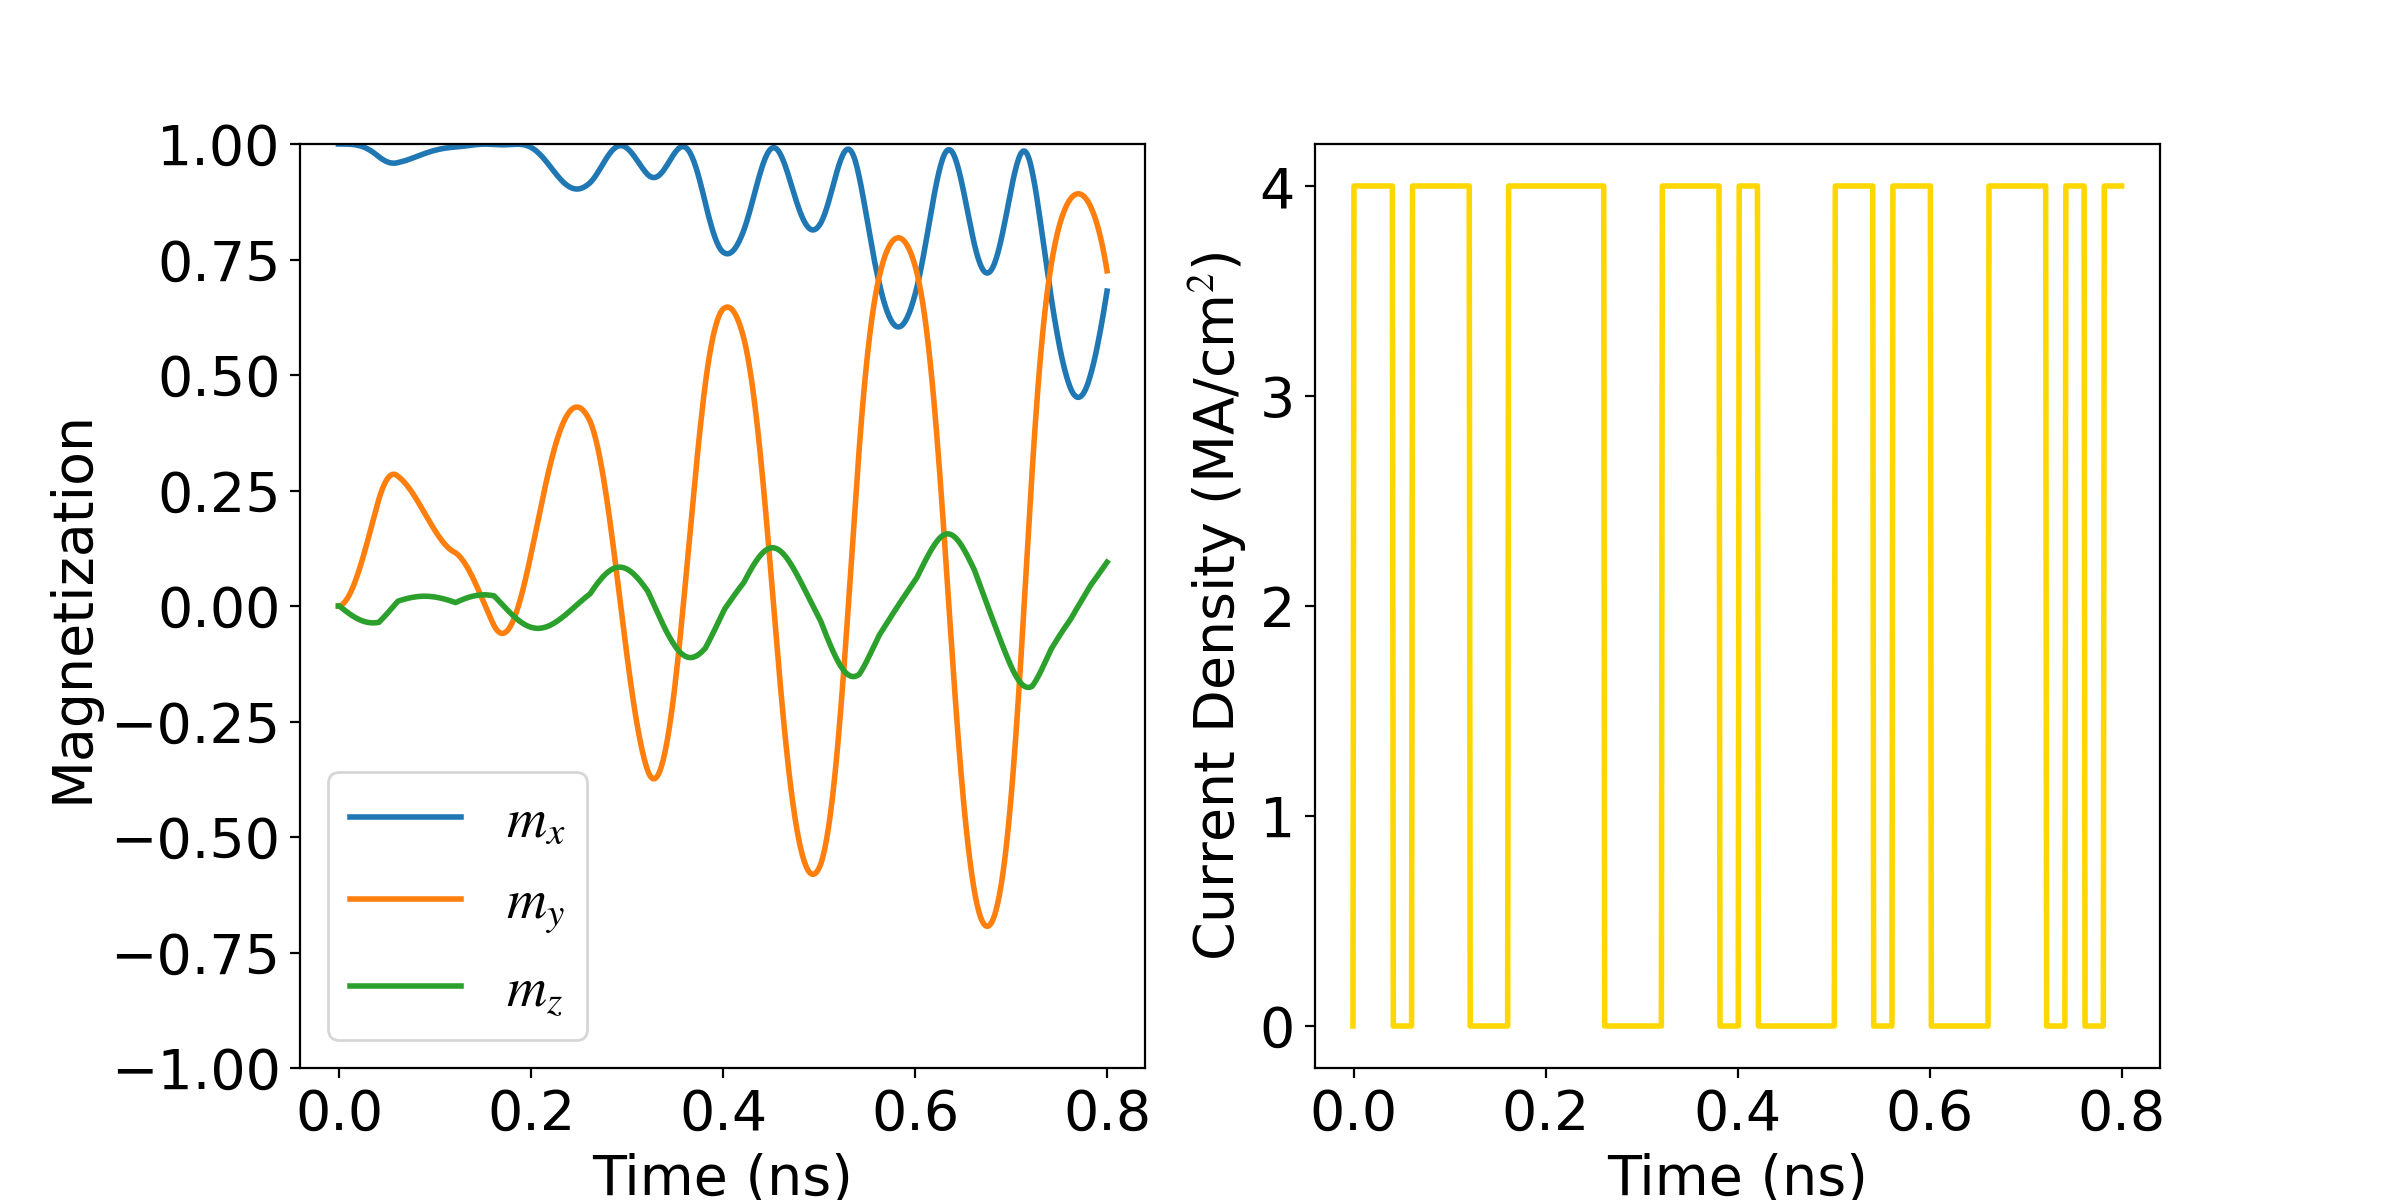 1.00
0.75
0.50
0.25
0.00
−0.25
−0.50
−0.75
−1.00
Magnetization
m_x
m_y
m_z
0.0 0.2 0.4 0.6 0.8
Time (ns)
4
3
2
1
0
Current Density (MA/cm²)
0.0 0.2 0.4 0.6 0.8
Time (ns)